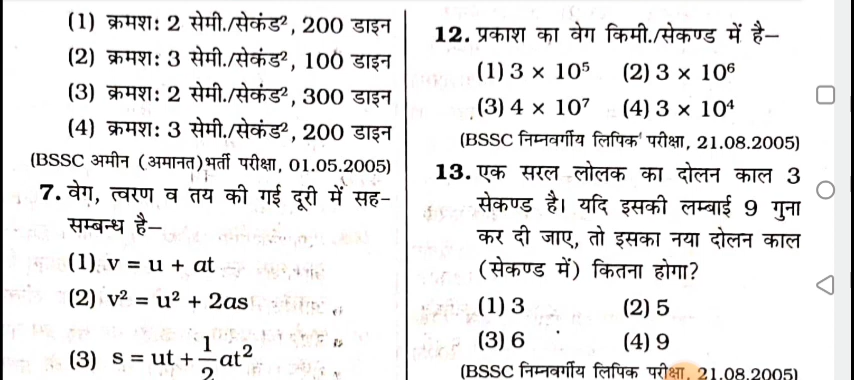 (1) क्रमश: 2 सेमी./सेकंड², 200 डाइन
(2) क्रमश: 3 सेमी./सेकंड², 100 डाइन
(3) क्रमश: 2 सेमी./सेकंड², 300 डाइन
(4) क्रमश: 3 सेमी./सेकंड², 200 डाइन
(BSSC अमीन (अमानत)भर्ती परीक्षा, 01.05.2005)
7. वेग, त्वरण व तय की गई दूरी में सह-
सम्बन्ध है–
(1) v = u + at
(2) v² = u² + 2as
(3) s = ut + 1/2 at²
12. प्रकाश का वेग किमी./सेकण्ड में है–
(1) 3 × 10⁵ (2) 3 × 10⁶
(3) 4 × 10⁷ (4) 3 × 10⁴
(BSSC निम्नवर्गीय लिपिक परीक्षा, 21.08.2005)
13. एक सरल लोलक का दोलन काल 3
सेकण्ड है। यदि इसकी लम्बाई 9 गुना
कर दी जाए, तो इसका नया दोलन काल
(सेकण्ड में) कितना होगा?
(1) 3 (2) 5
(3) 6 (4) 9
(BSSC निम्नवर्गीय लिपिक परीक्षा, 21.08.2005)